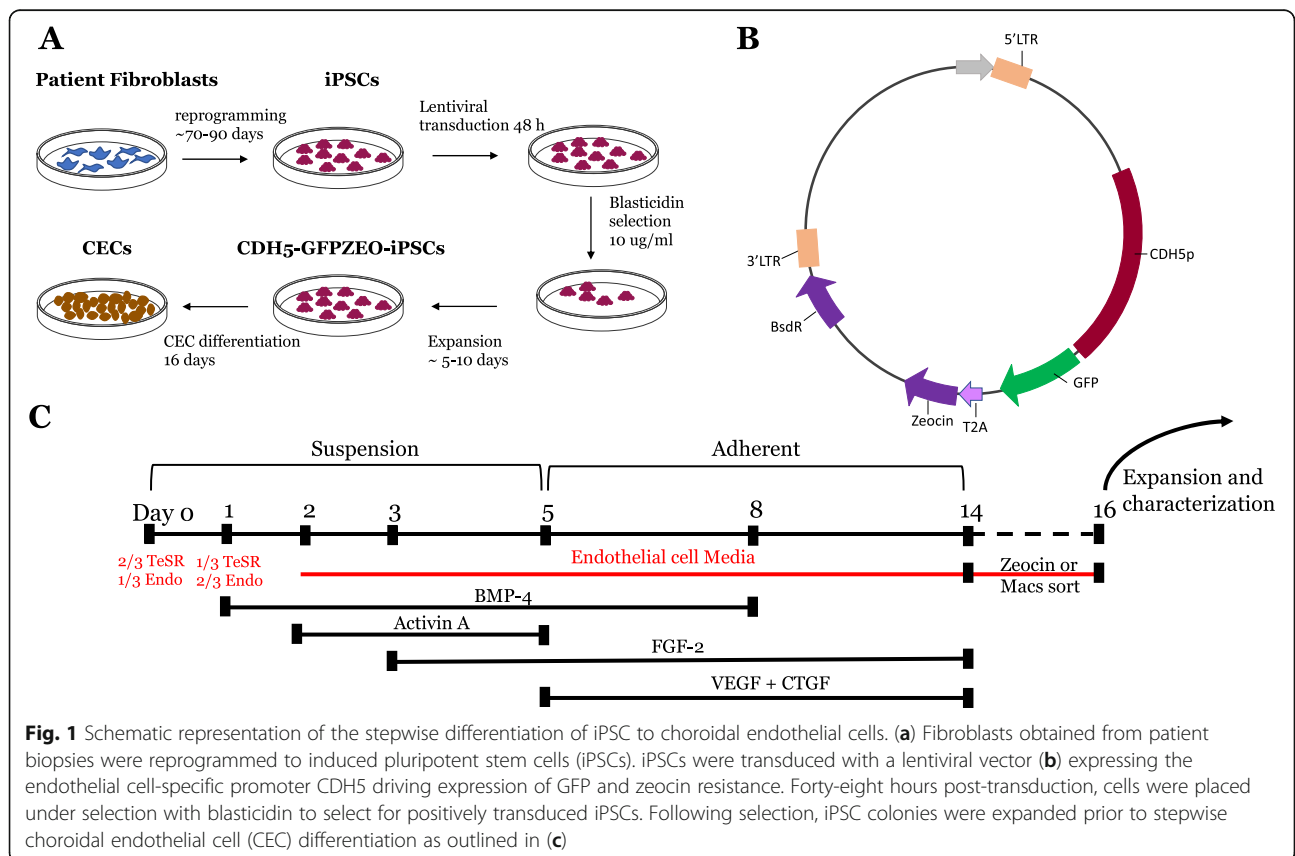 A
Patient Fibroblasts
reprogramming
~70-90 days
iPSCs
Lentiviral
transduction 48 h
Blasticidin
selection
10 ug/ml
CECs
CDH5-GFPZEO-iPSCs
CEC differentiation
16 days
Expansion
~ 5-10 days
B
5'LTR
CDH5p
GFP
T2A
Zeocin
BsdR
3'LTR
C
Suspension
Adherent
Expansion and
characterization
Day 0
1
2
3
5
8
14
16
2/3 TeSR
1/3 Endo
1/3 TeSR
2/3 Endo
Endothelial cell Media
Zeocin or
Macs sort
BMP-4
Activin A
FGF-2
VEGF + CTGF
Fig. 1 Schematic representation of the stepwise differentiation of iPSC to choroidal endothelial cells. (a) Fibroblasts obtained from patient
biopsies were reprogrammed to induced pluripotent stem cells (iPSCs). iPSCs were transduced with a lentiviral vector (b) expressing the
endothelial cell-specific promoter CDH5 driving expression of GFP and zeocin resistance. Forty-eight hours post-transduction, cells were placed
under selection with blasticidin to select for positively transduced iPSCs. Following selection, iPSC colonies were expanded prior to stepwise
choroidal endothelial cell (CEC) differentiation as outlined in (c)